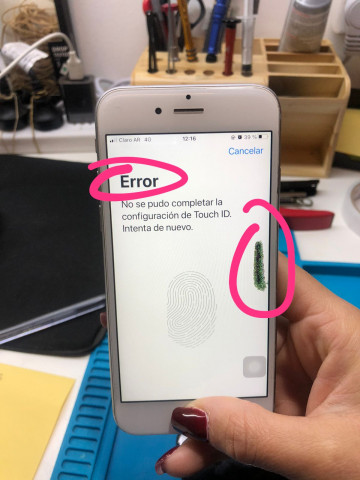 Claro AR 4G
12:16
39 %
Cancelar
Error
No se pudo completar la
configuración de Touch ID.
Intenta de nuevo.